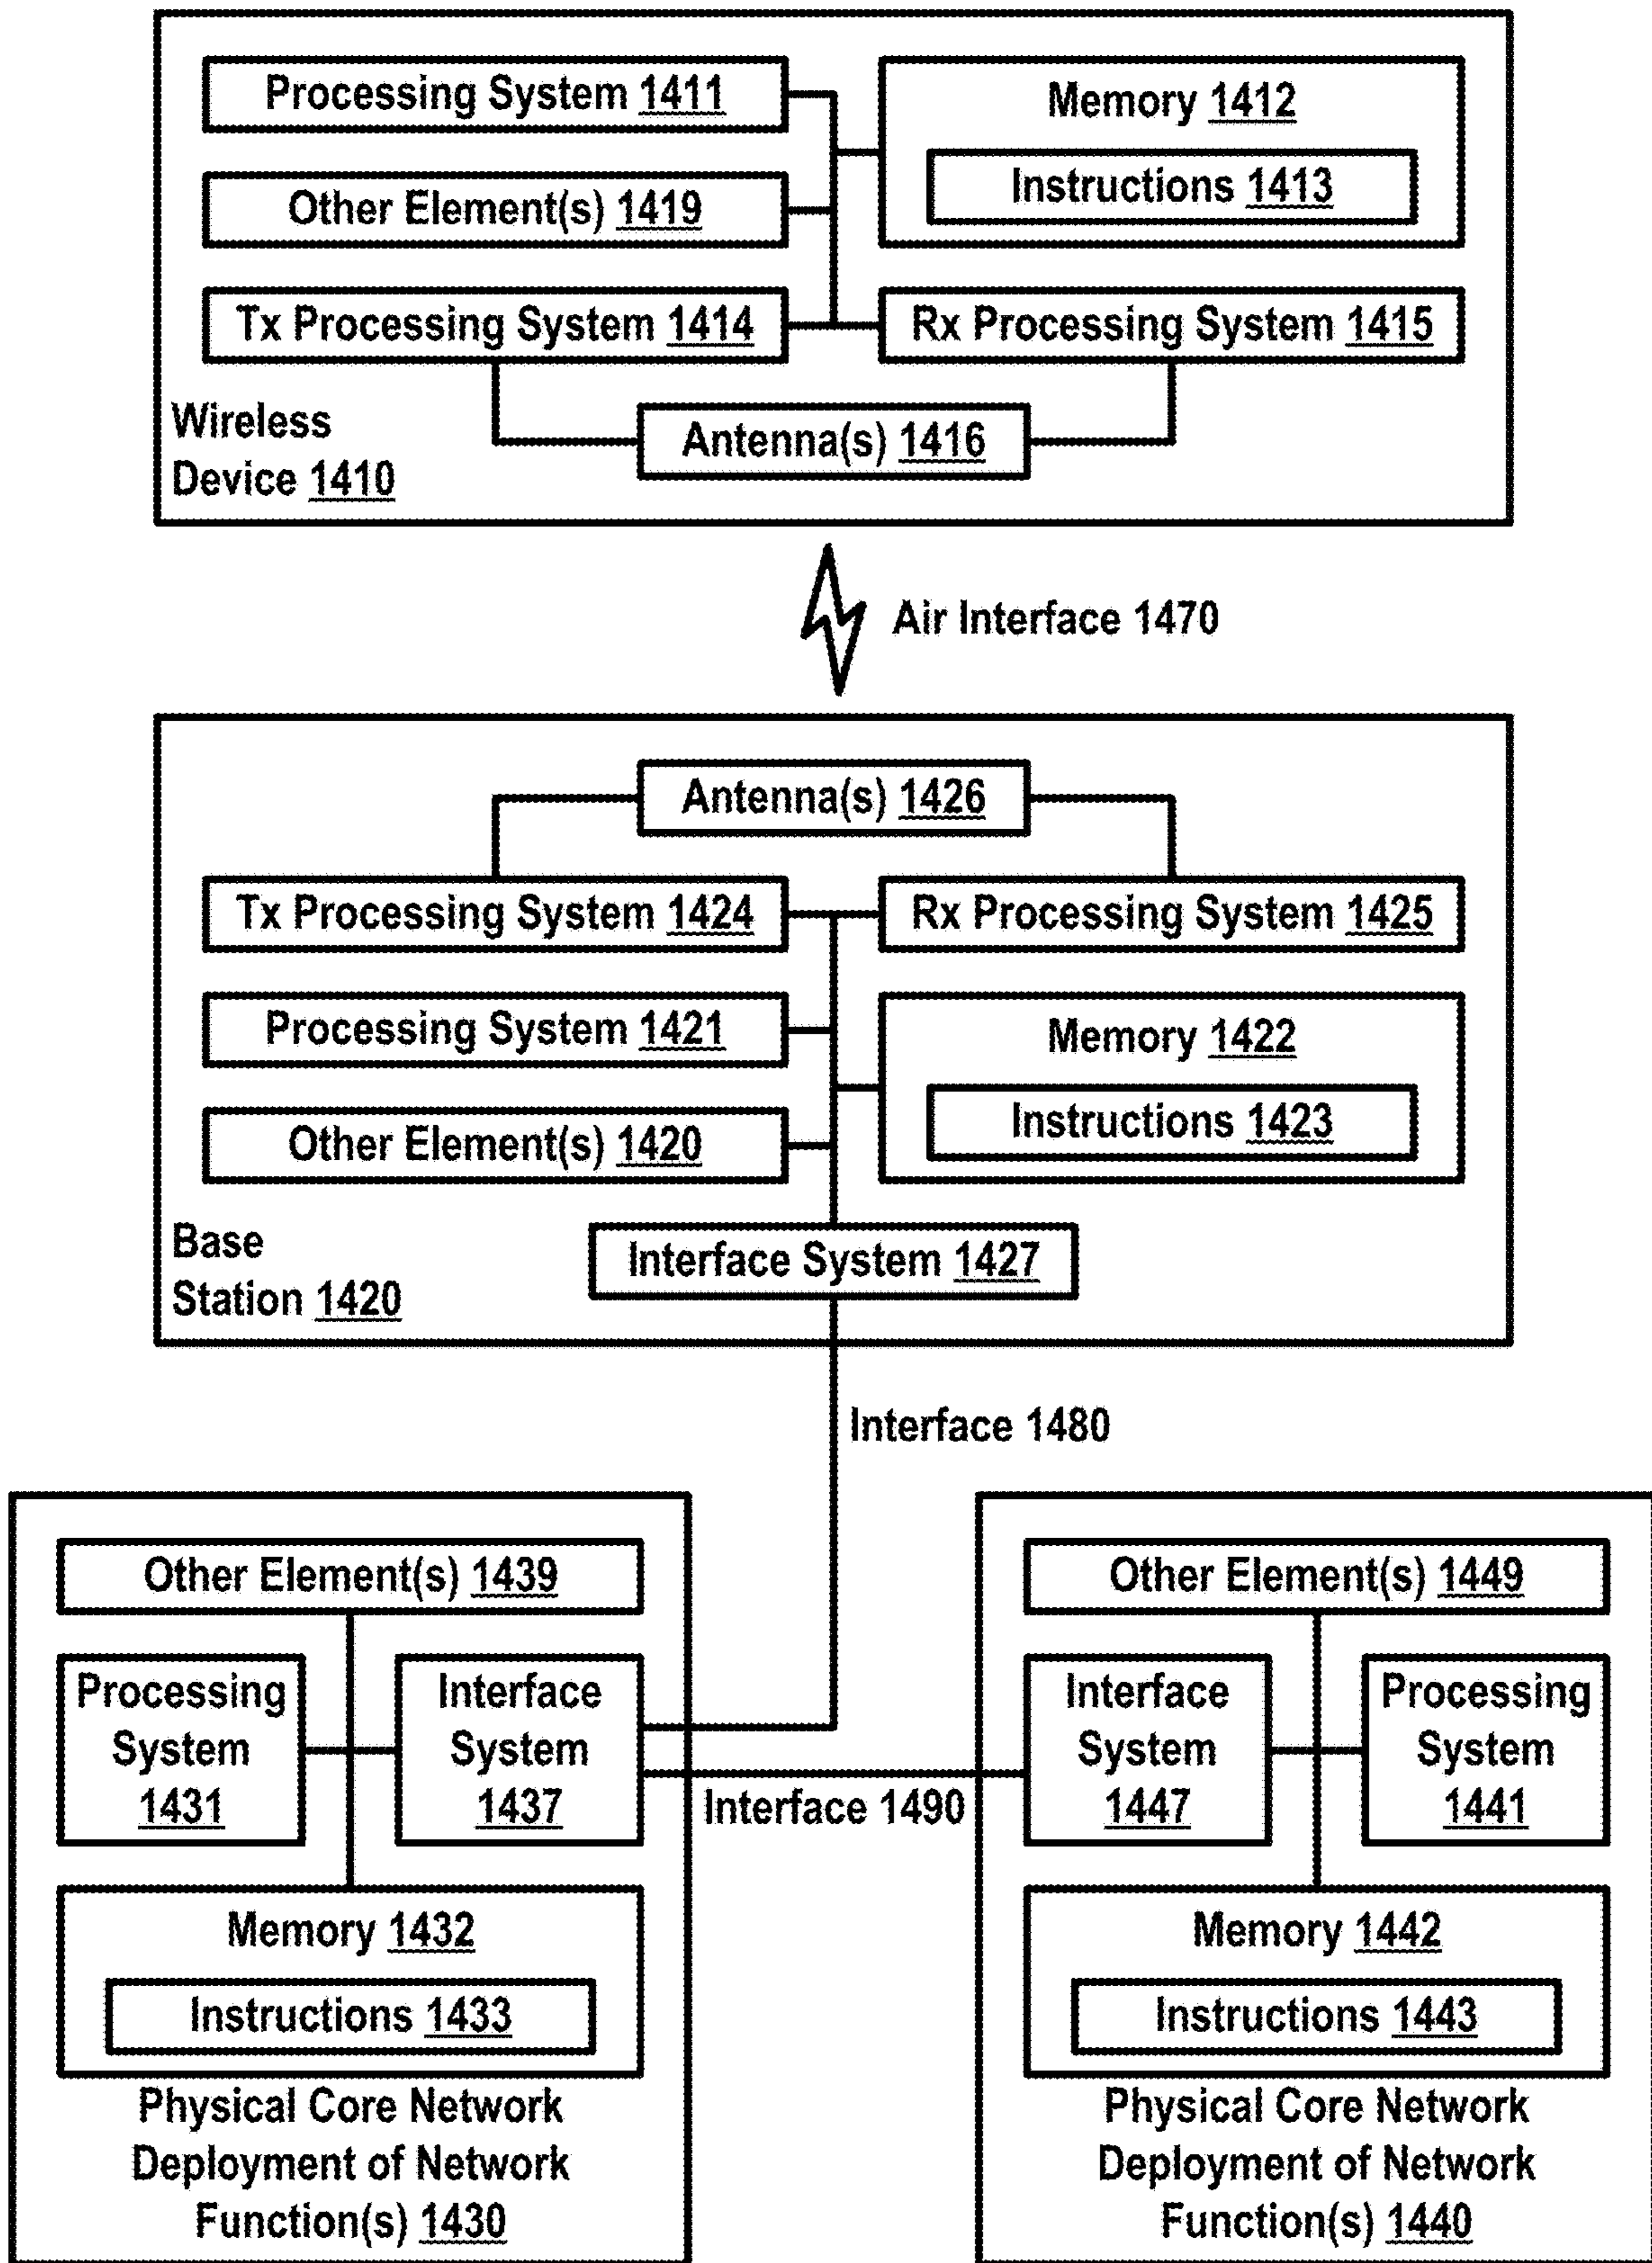 Processing System 1411
Memory 1412
Instructions 1413
Other Element(s) 1419
Tx Processing System 1414
Rx Processing System 1415
Wireless
Device 1410
Antenna(s) 1416
Air Interface 1470
Antenna(s) 1426
Tx Processing System 1424
Rx Processing System 1425
Processing System 1421
Memory 1422
Instructions 1423
Other Element(s) 1420
Base
Station 1420
Interface System 1427
Interface 1480
Other Element(s) 1439
Processing
System
1431
Interface
System
1437
Memory 1432
Instructions 1433
Physical Core Network
Deployment of Network
Function(s) 1430
Interface 1490
Other Element(s) 1449
Interface
System
1447
Processing
System
1441
Memory 1442
Instructions 1443
Physical Core Network
Deployment of Network
Function(s) 1440